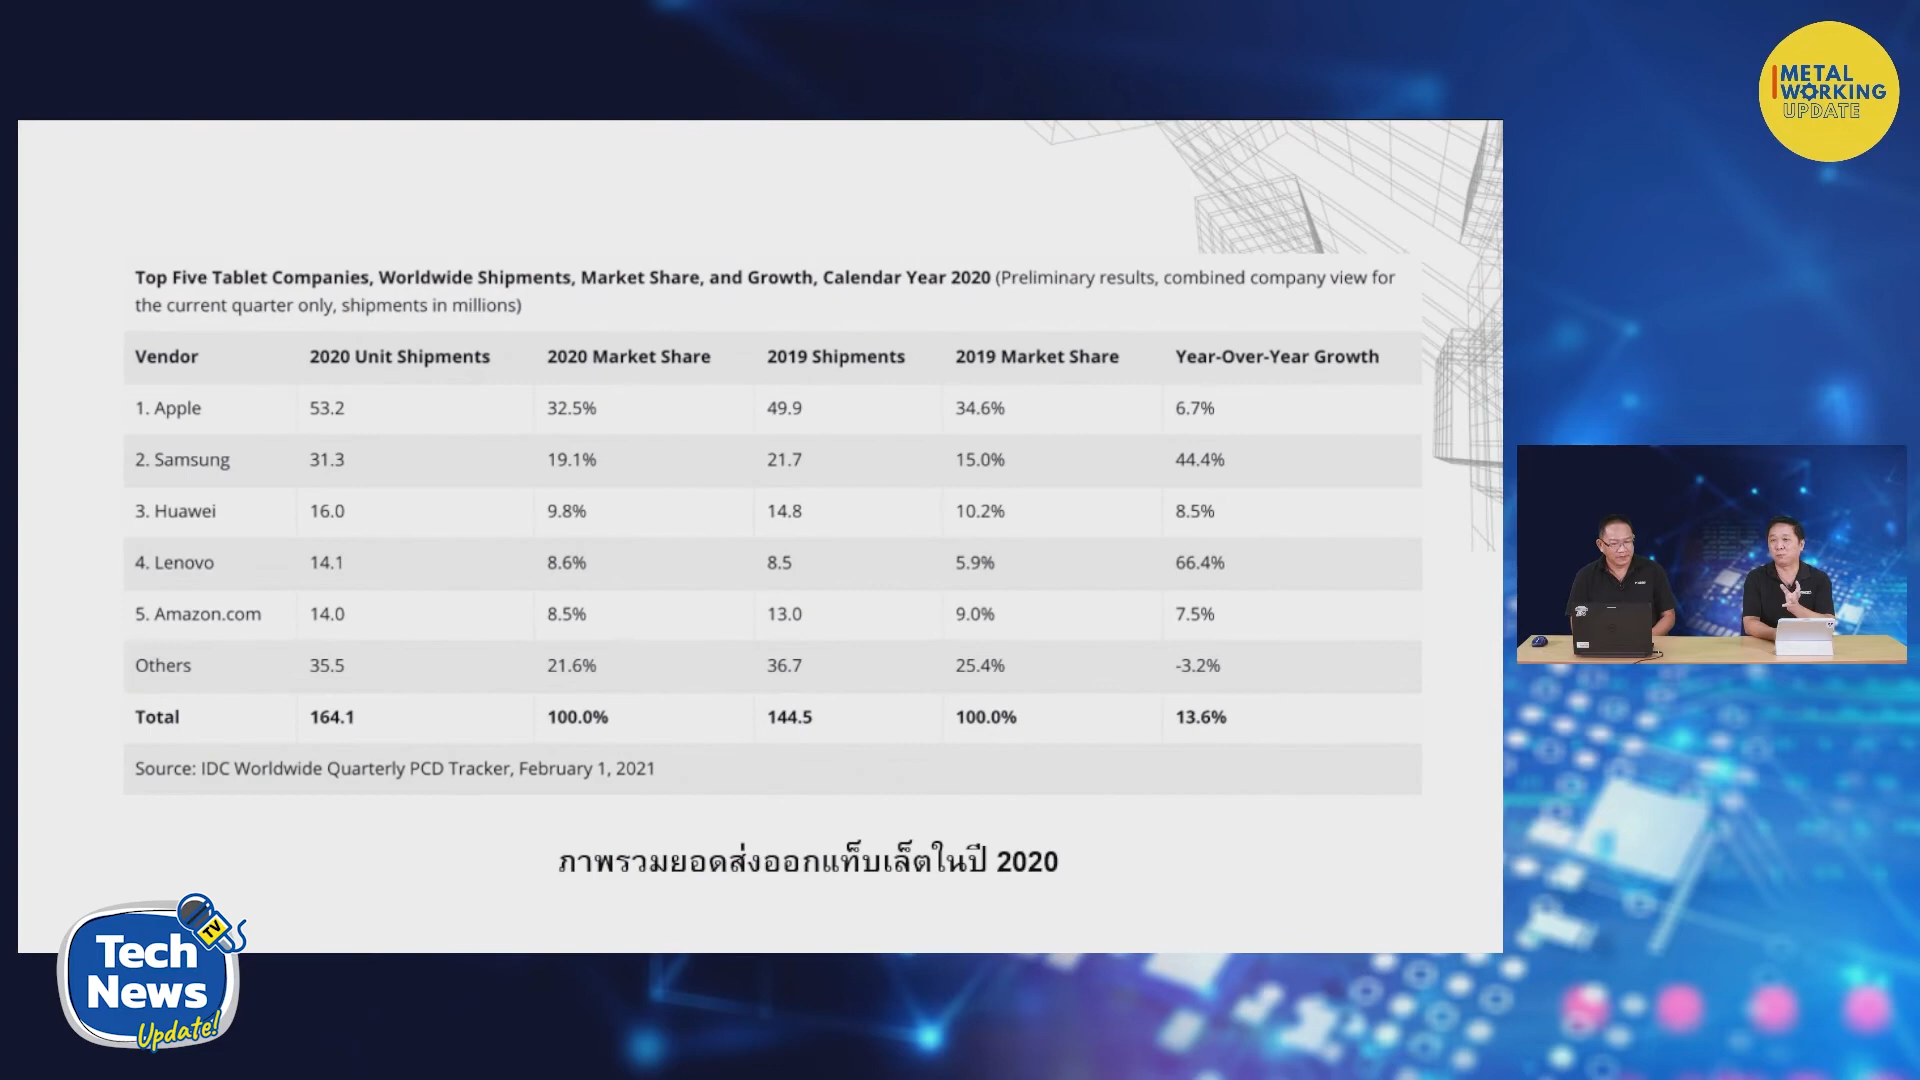 METAL
WORKING
UPDATE
Top Five Tablet Companies, Worldwide Shipments, Market Share, and Growth, Calendar Year 2020 (Preliminary results, combined company view for
the current quarter only, shipments in millions)
Vendor 2020 Unit Shipments 2020 Market Share 2019 Shipments 2019 Market Share Year-Over-Year Growth
1. Apple 53.2 32.5% 49.9 34.6% 6.7%
2. Samsung 31.3 19.1% 21.7 15.0% 44.4%
3. Huawei 16.0 9.8% 14.8 10.2% 8.5%
4. Lenovo 14.1 8.6% 8.5 5.9% 66.4%
5. Amazon.com 14.0 8.5% 13.0 9.0% 7.5%
Others 35.5 21.6% 36.7 25.4% -3.2%
Total 164.1 100.0% 144.5 100.0% 13.6%
Source: IDC Worldwide Quarterly PCD Tracker, February 1, 2021
ภาพรวมยอดส่งออกแท็บเล็ตในปี 2020
TV
Tech
News
Update!